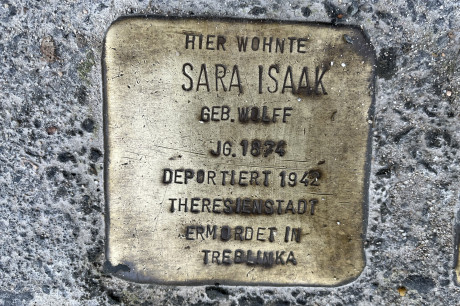 HIER WOHNTE
SARA ISAAK
GEB. WOLFF
JG. 1874
DEPORTIERT 1942
THERESIENSTADT
ERMORDET IN
TREBLINKA